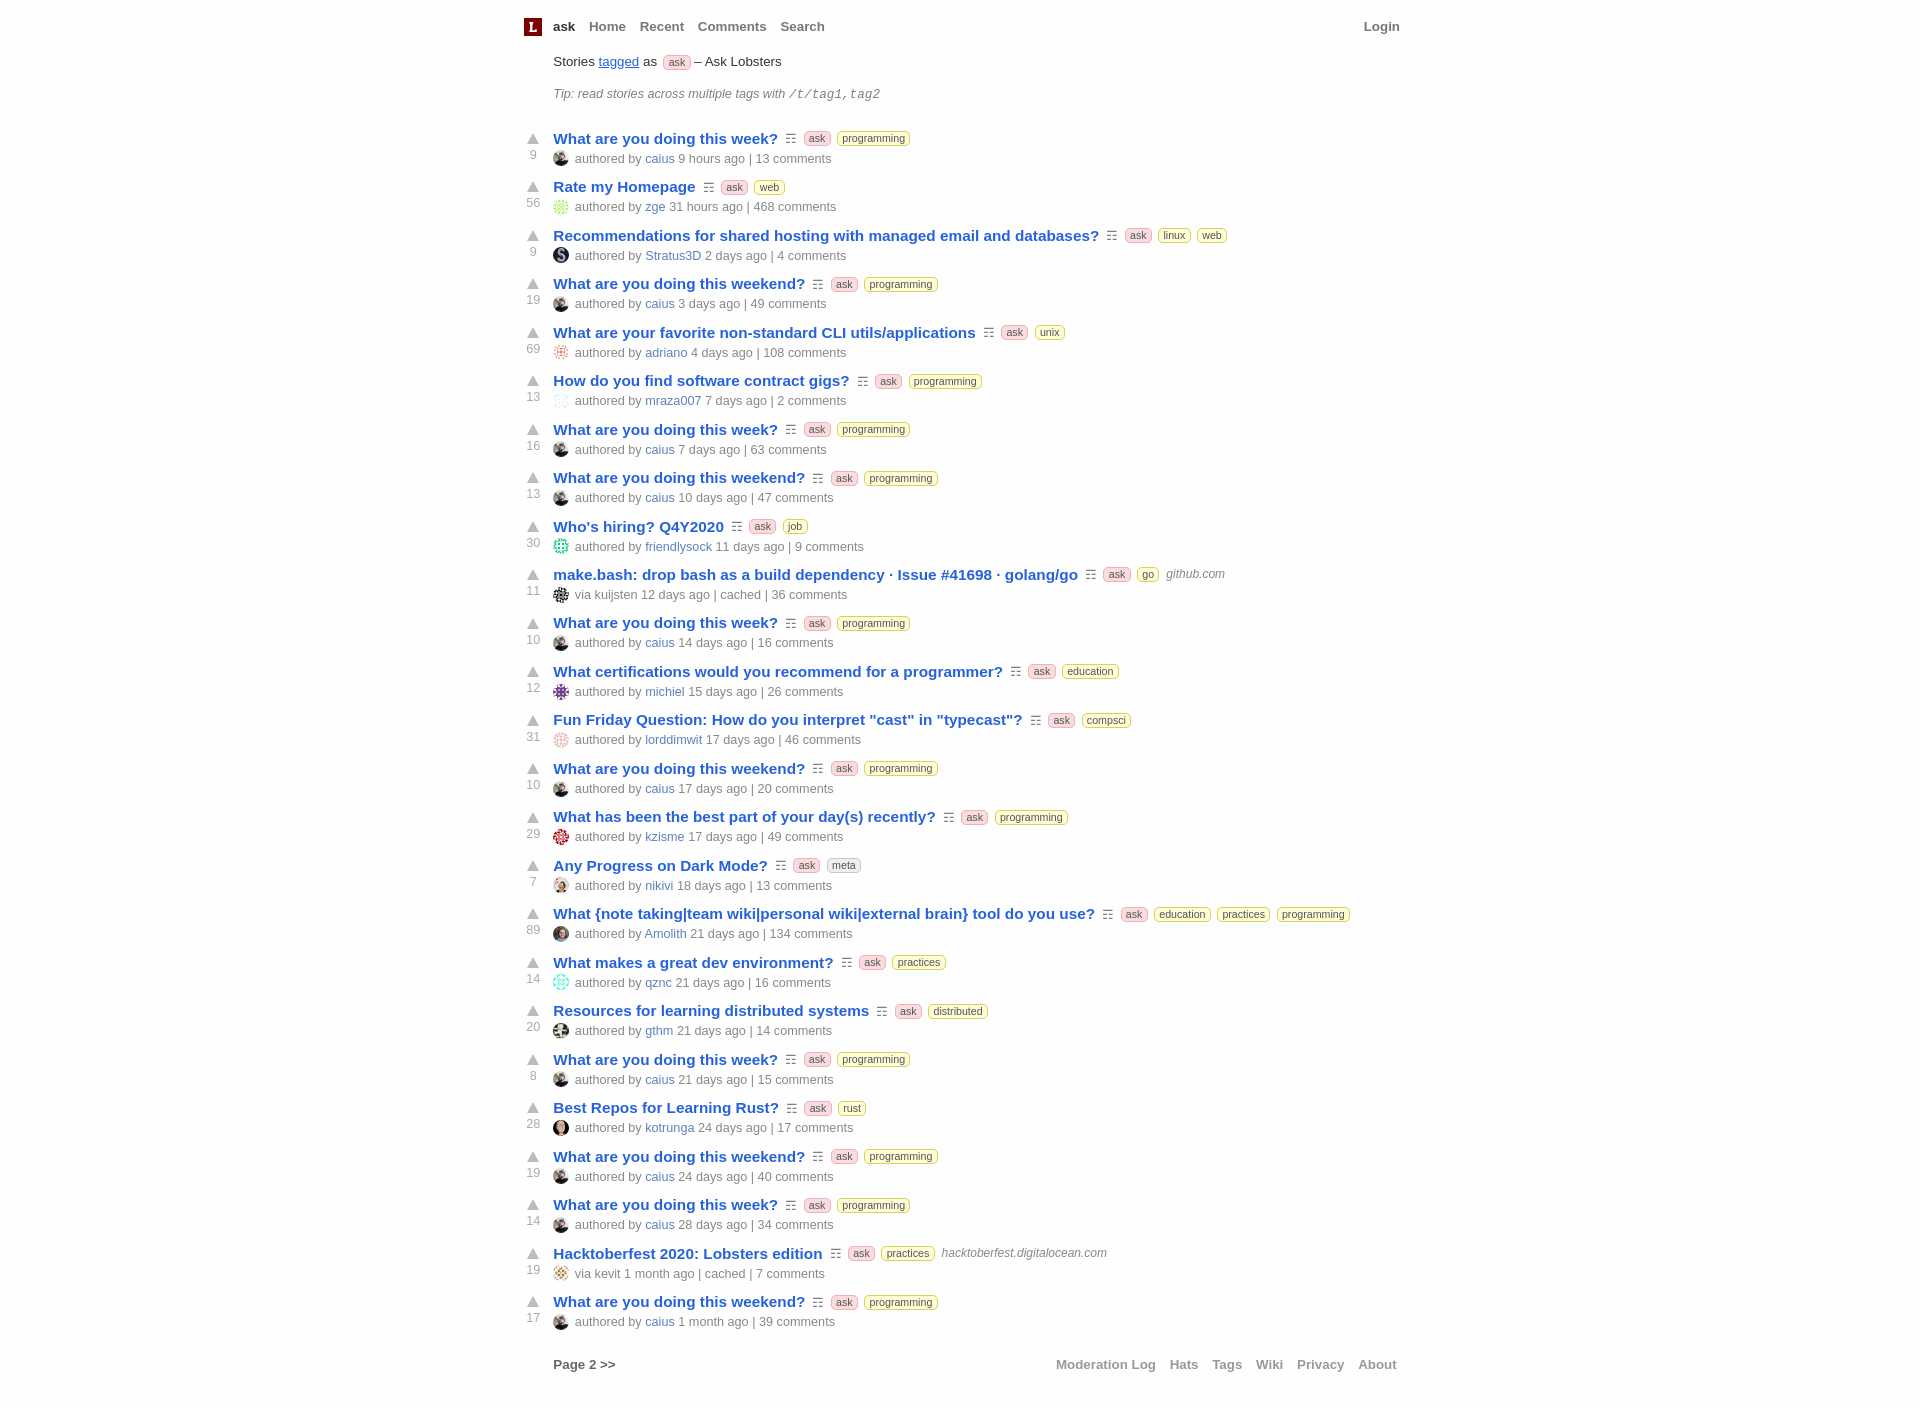 L ask Home Recent Comments Search Login
Stories tagged as ask – Ask Lobsters
Tip: read stories across multiple tags with /t/tag1,tag2
What are you doing this week? ☶ ask programming
9 authored by caius 9 hours ago | 13 comments
Rate my Homepage ☶ ask web
56 authored by zge 31 hours ago | 468 comments
Recommendations for shared hosting with managed email and databases? ☶ ask linux web
9 authored by Stratus3D 2 days ago | 4 comments
What are you doing this weekend? ☶ ask programming
19 authored by caius 3 days ago | 49 comments
What are your favorite non-standard CLI utils/applications ☶ ask unix
69 authored by adriano 4 days ago | 108 comments
How do you find software contract gigs? ☶ ask programming
13 authored by mraza007 7 days ago | 2 comments
What are you doing this week? ☶ ask programming
16 authored by caius 7 days ago | 63 comments
What are you doing this weekend? ☶ ask programming
13 authored by caius 10 days ago | 47 comments
Who's hiring? Q4Y2020 ☶ ask job
30 authored by friendlysock 11 days ago | 9 comments
make.bash: drop bash as a build dependency · Issue #41698 · golang/go ☶ ask go github.com
11 via kuijsten 12 days ago | cached | 36 comments
What are you doing this week? ☶ ask programming
10 authored by caius 14 days ago | 16 comments
What certifications would you recommend for a programmer? ☶ ask education
12 authored by michiel 15 days ago | 26 comments
Fun Friday Question: How do you interpret "cast" in "typecast"? ☶ ask compsci
31 authored by lorddimwit 17 days ago | 46 comments
What are you doing this weekend? ☶ ask programming
10 authored by caius 17 days ago | 20 comments
What has been the best part of your day(s) recently? ☶ ask programming
29 authored by kzisme 17 days ago | 49 comments
Any Progress on Dark Mode? ☶ ask meta
7 authored by nikivi 18 days ago | 13 comments
What {note taking|team wiki|personal wiki|external brain} tool do you use? ☶ ask education practices programming
89 authored by Amolith 21 days ago | 134 comments
What makes a great dev environment? ☶ ask practices
14 authored by qznc 21 days ago | 16 comments
Resources for learning distributed systems ☶ ask distributed
20 authored by gthm 21 days ago | 14 comments
What are you doing this week? ☶ ask programming
8 authored by caius 21 days ago | 15 comments
Best Repos for Learning Rust? ☶ ask rust
28 authored by kotrunga 24 days ago | 17 comments
What are you doing this weekend? ☶ ask programming
19 authored by caius 24 days ago | 40 comments
What are you doing this week? ☶ ask programming
14 authored by caius 28 days ago | 34 comments
Hacktoberfest 2020: Lobsters edition ☶ ask practices hacktoberfest.digitalocean.com
19 via kevit 1 month ago | cached | 7 comments
What are you doing this weekend? ☶ ask programming
17 authored by caius 1 month ago | 39 comments
Page 2 >> Moderation Log Hats Tags Wiki Privacy About